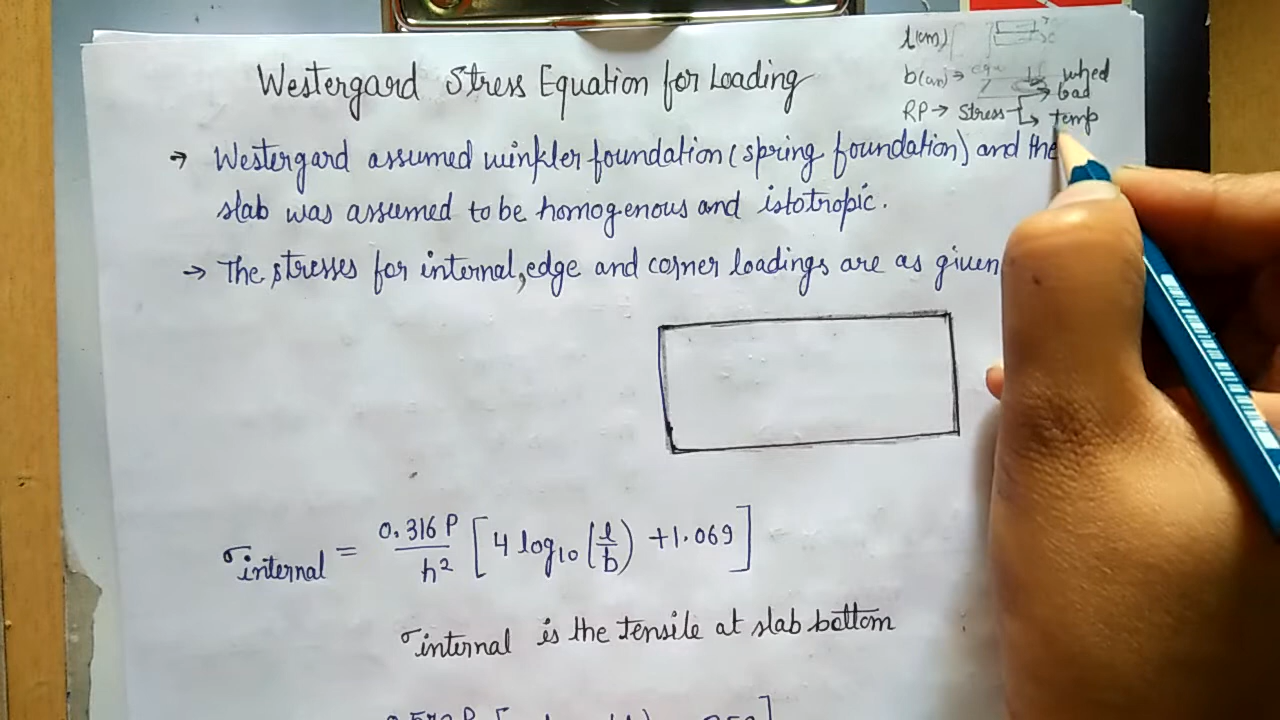 l(cm)
b(cm) →
wheel
load
RP → Stress → temp
Westergard Stress Equation for Loading
→ Westergard assumed winkler foundation (spring foundation) and the
slab was assumed to be homogenous and istotropic.
→ The stresses for internal, edge and corner loadings are as given
σinternal = 0.316 P / h² [4 log10 (l/b) + 1.069]
σinternal is the tensile at slab bottom